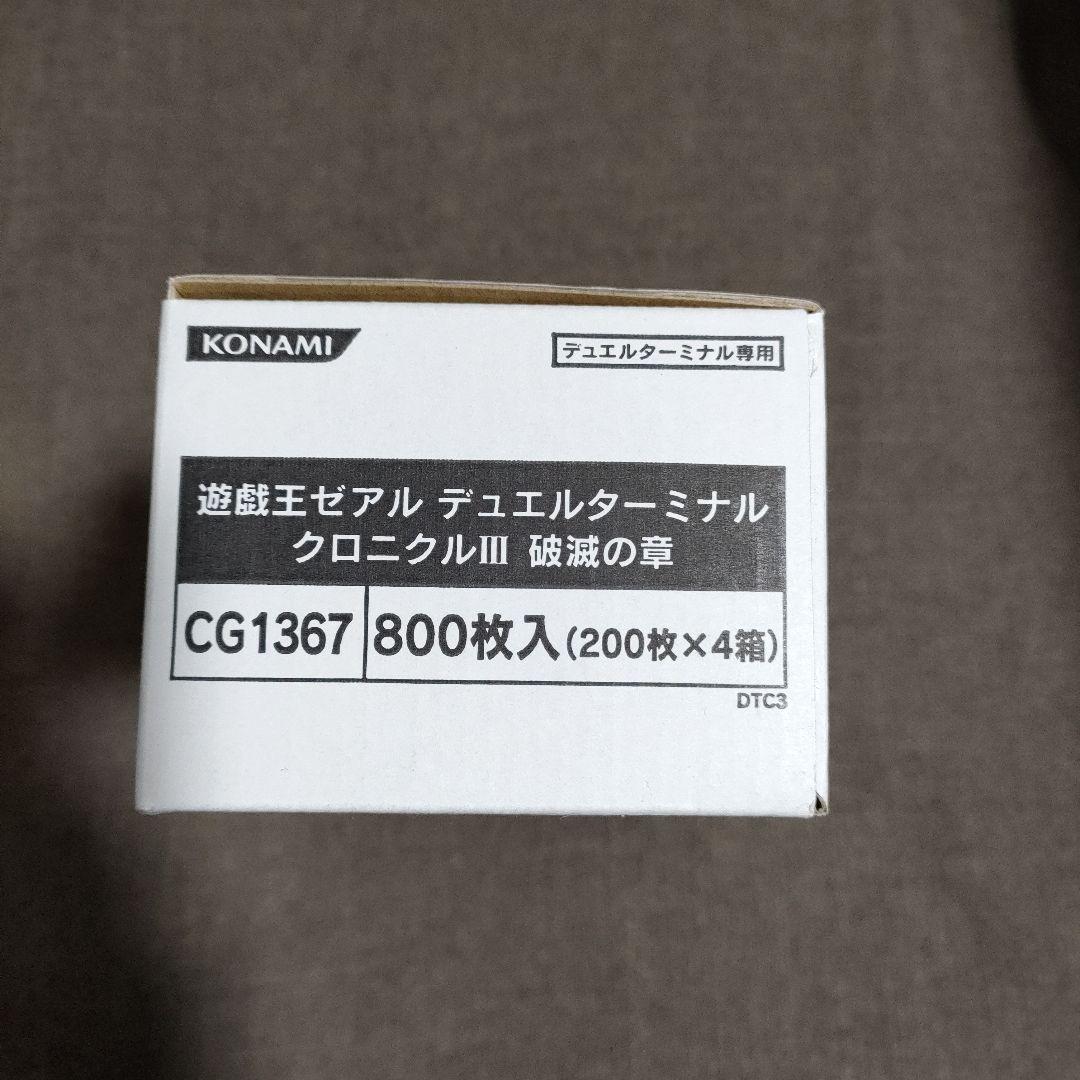 KONAMI
デュエルターミナル専用
遊戯王ゼアル デュエルターミナル
クロニクルⅢ 破滅の章
CG1367
800枚入(200枚×4箱)
DTC3